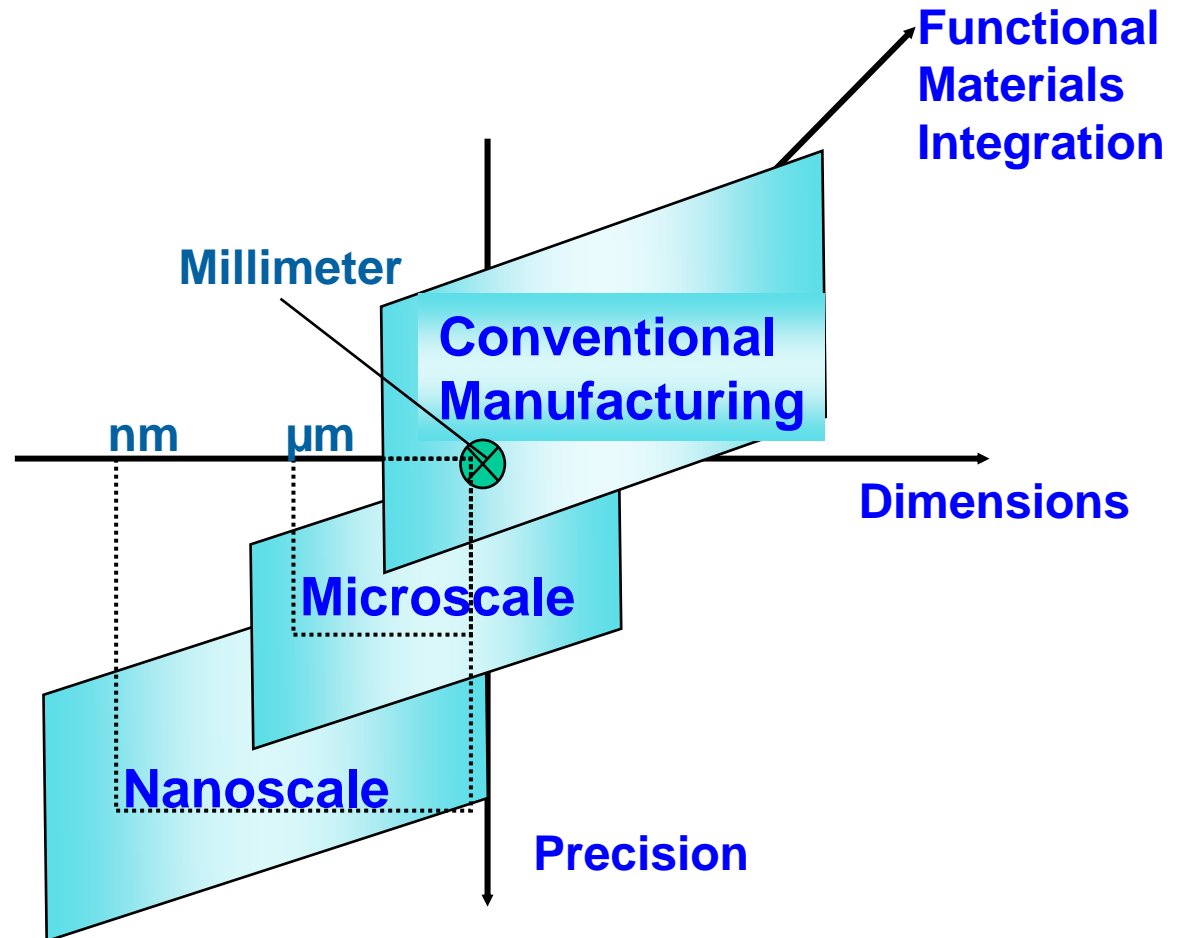 Functional
Materials
Integration
Millimeter
Conventional
Manufacturing
nm
µm
Dimensions
Microscale
Nanoscale
Precision